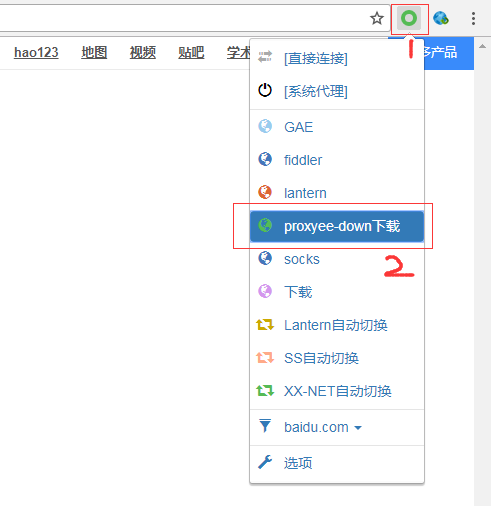 1
hao123 地图 视频 贴吧 学术
多产品
[直接连接]
[系统代理]
GAE
fiddler
lantern
proxyee-down下载
socks
2
下载
Lantern自动切换
SS自动切换
XX-NET自动切换
baidu.com
选项